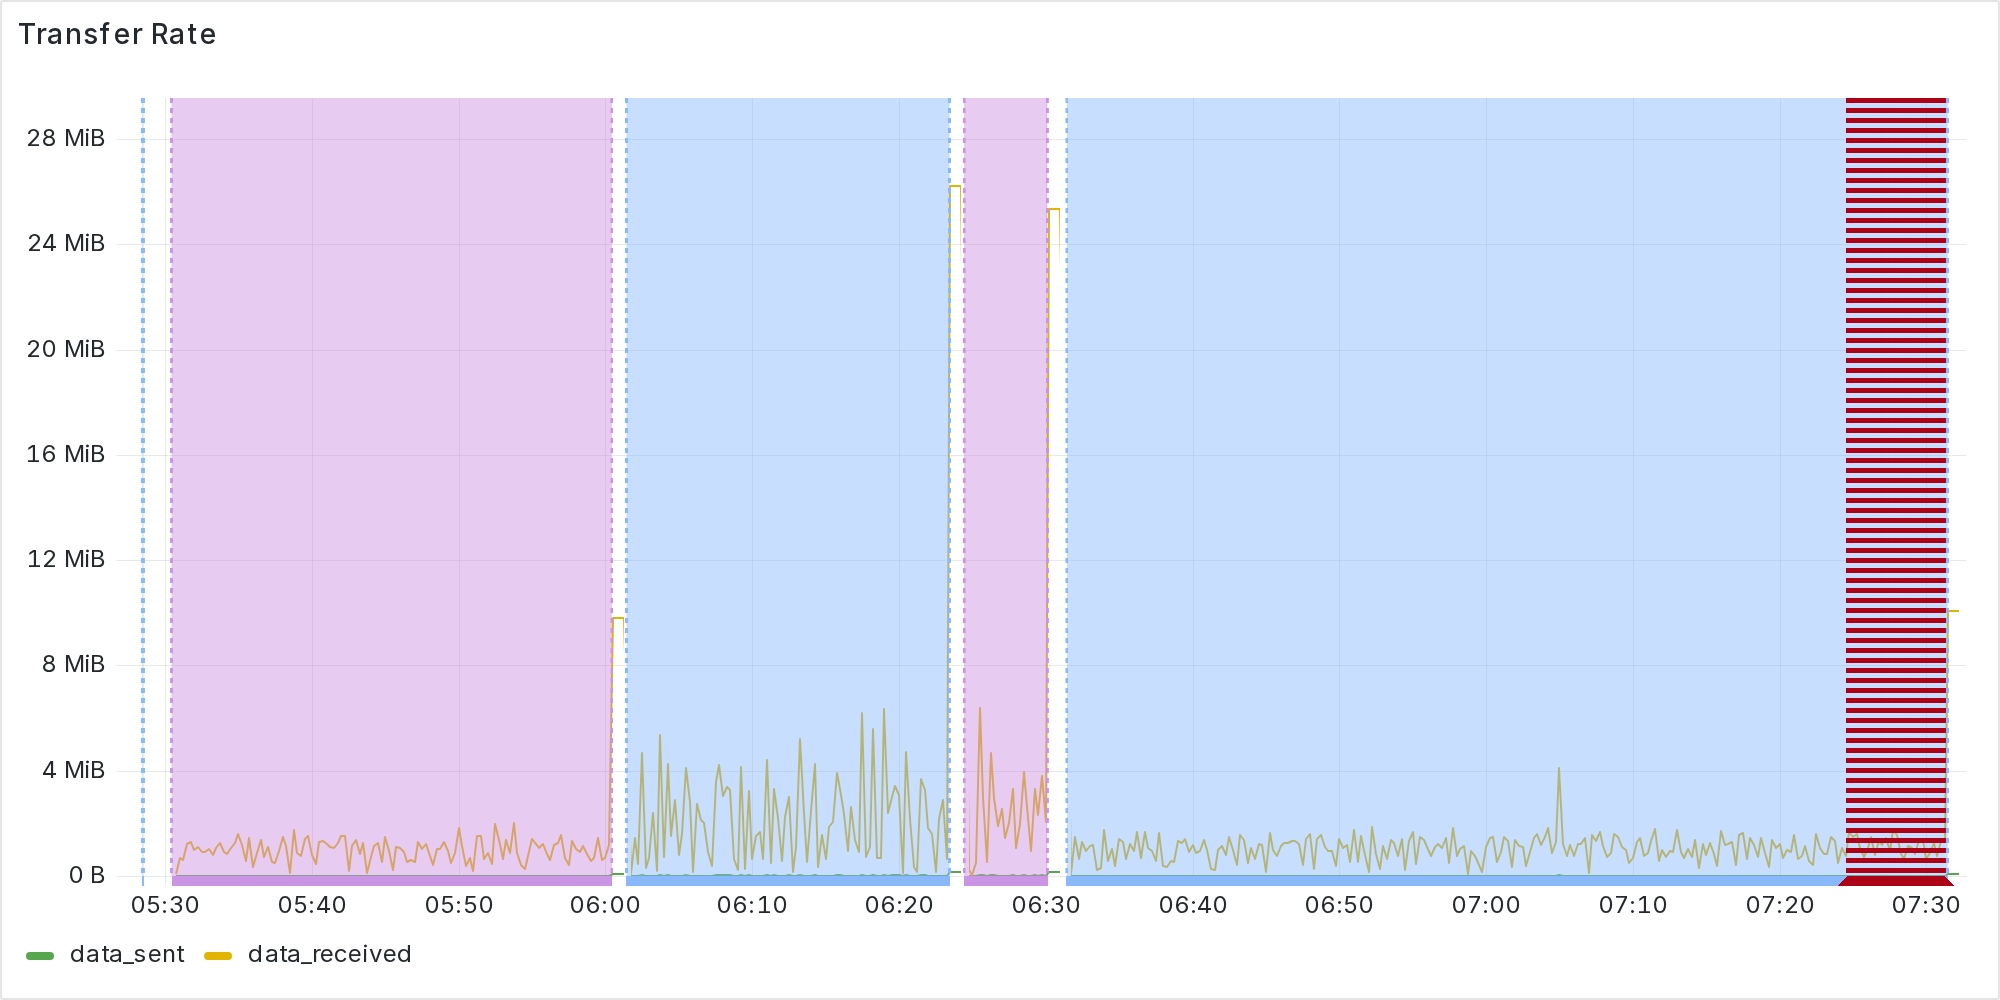 Transfer Rate
28 MiB
24 MiB
20 MiB
16 MiB
12 MiB
8 MiB
4 MiB
0 B
05:30 05:40 05:50 06:00 06:10 06:20 06:30 06:40 06:50 07:00 07:10 07:20 07:30
data_sent data_received